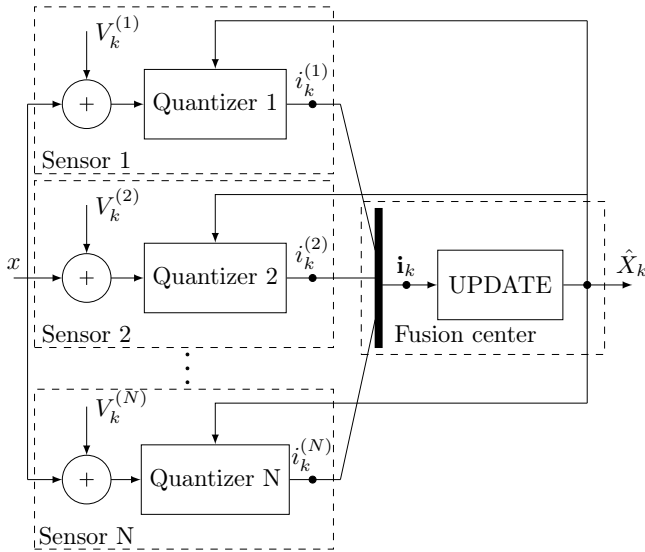 V_k^{(1)}
+
Quantizer 1
i_k^{(1)}
Sensor 1
V_k^{(2)}
x
+
Quantizer 2
i_k^{(2)}
Sensor 2
𝐢_k
UPDATE
X̂_k
Fusion center
V_k^{(N)}
+
Quantizer N
i_k^{(N)}
Sensor N